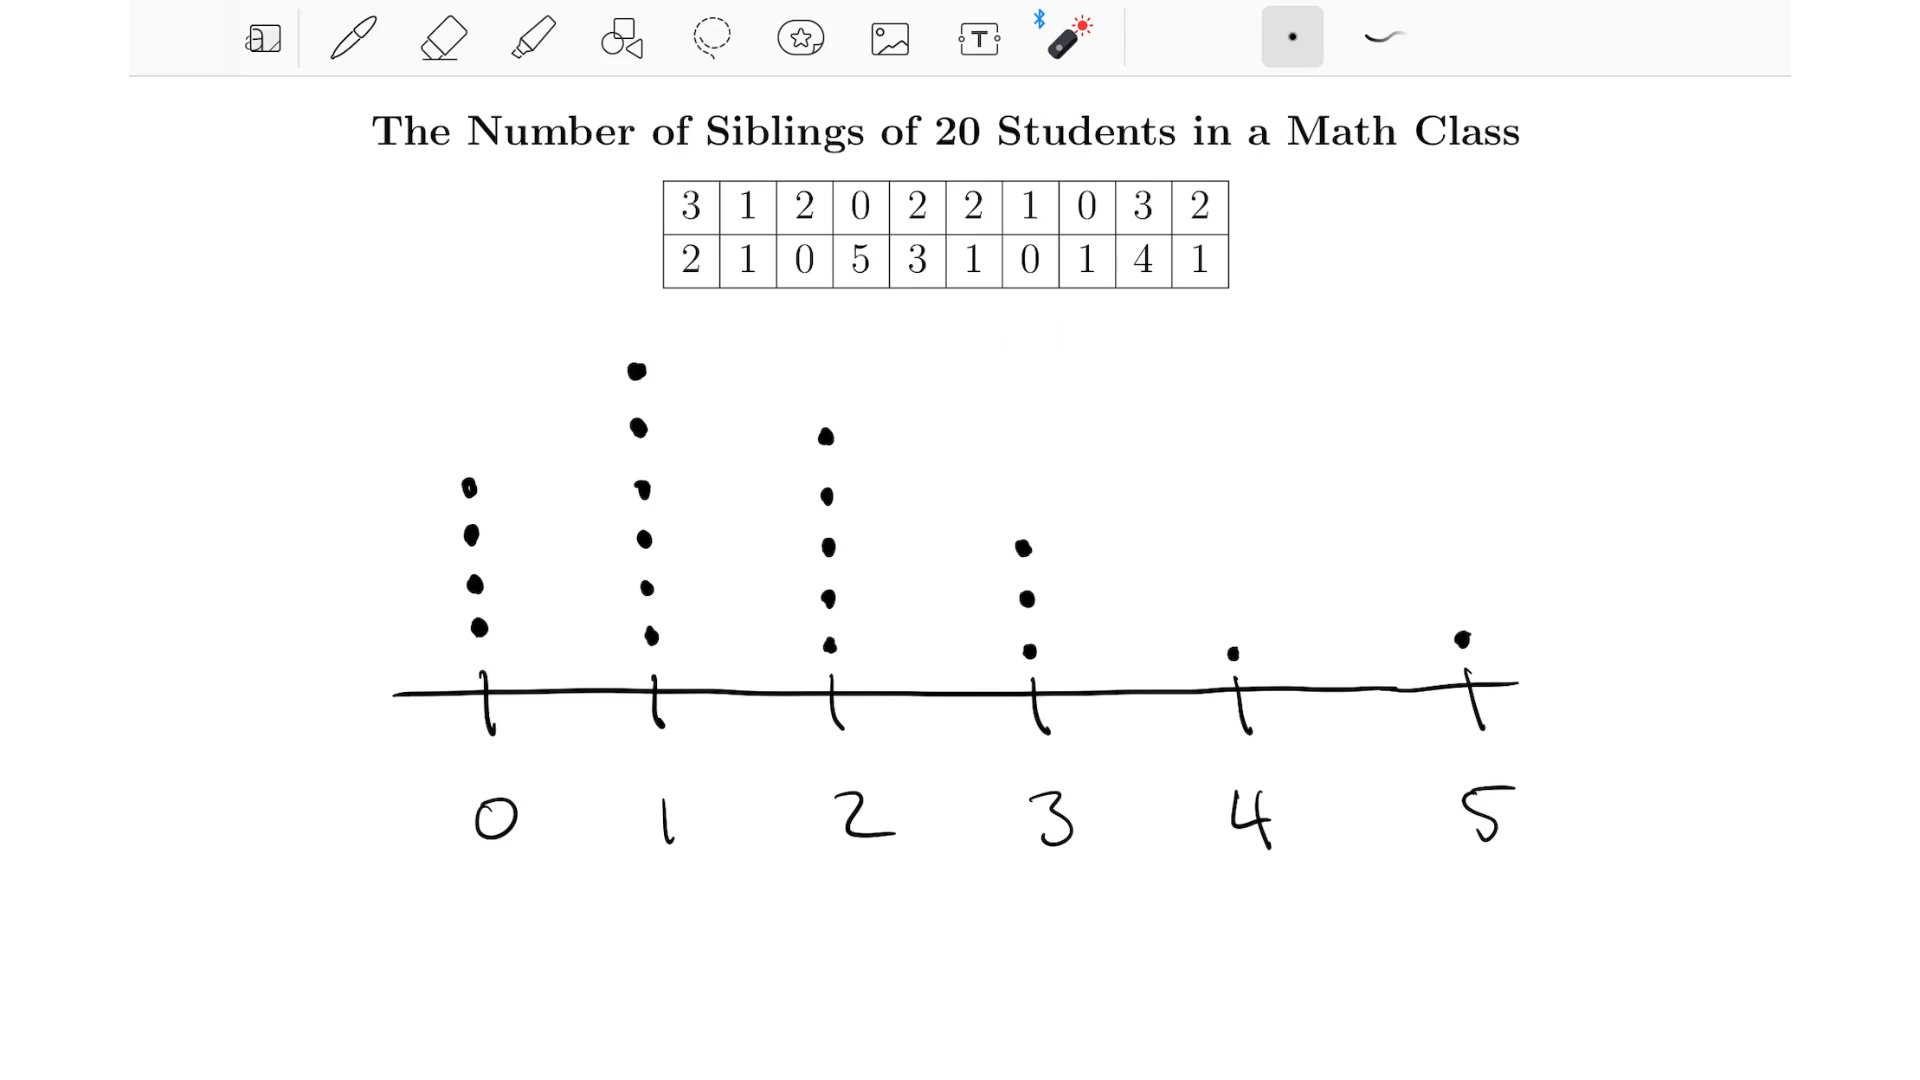 T
The Number of Siblings of 20 Students in a Math Class
3 1 2 0 2 2 1 0 3 2
2 1 0 5 3 1 0 1 4 1
0 1 2 3 4 5